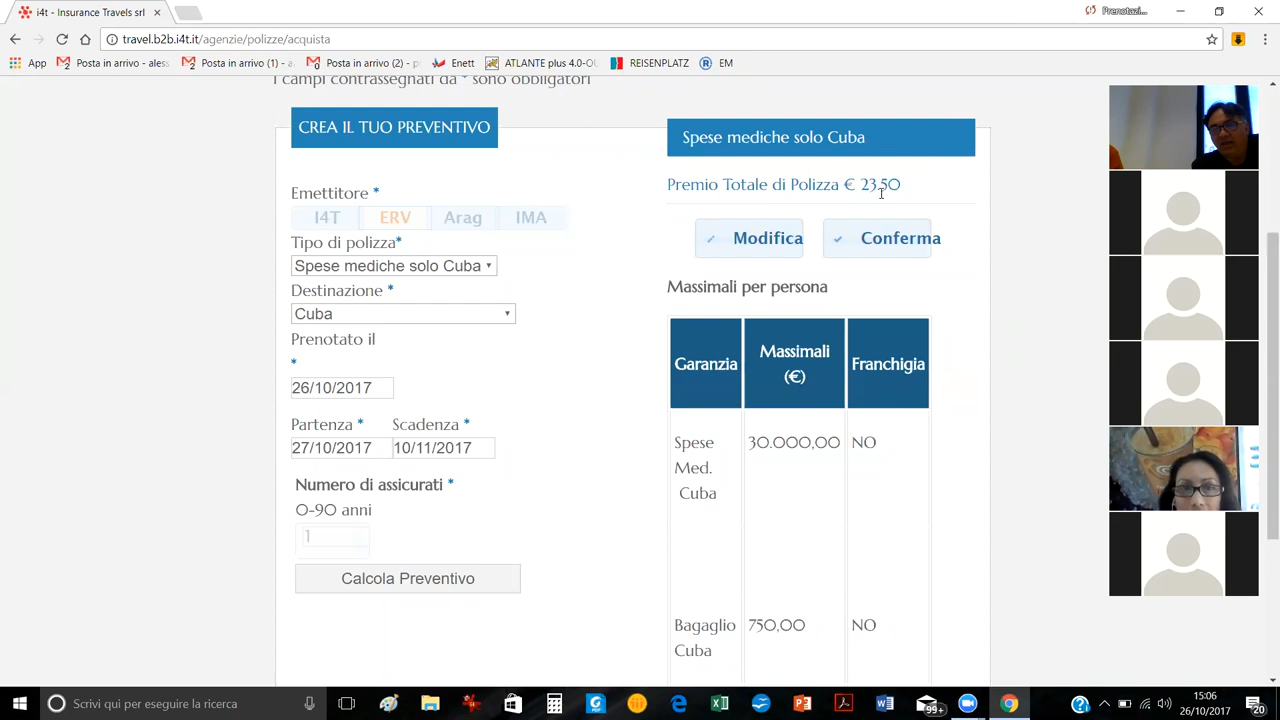 i4t - Insurance Travels srl
Prenotazi...
travel.b2b.i4t.it/agenzie/polizze/acquista
App
Posta in arrivo - aless
Posta in arrivo (1) - a
Posta in arrivo (2) - p
Enett
ATLANTE plus 4.0-OU
REISENPLATZ
EM
I campi contrassegnati da * sono obbligatori
CREA IL TUO PREVENTIVO
Emettitore *
I4T ERV Arag IMA
Tipo di polizza*
Spese mediche solo Cuba
Destinazione *
Cuba
Prenotato il
*
26/10/2017
Partenza * Scadenza *
27/10/2017 10/11/2017
Numero di assicurati *
0-90 anni
1
Calcola Preventivo
Spese mediche solo Cuba
Premio Totale di Polizza € 23,50
Modifica Conferma
Massimali per persona
Garanzia Massimali (€) Franchigia
Spese Med. Cuba 30.000,00 NO
Bagaglio Cuba 750,00 NO
Scrivi qui per eseguire la ricerca
99+
15:06
26/10/2017
20